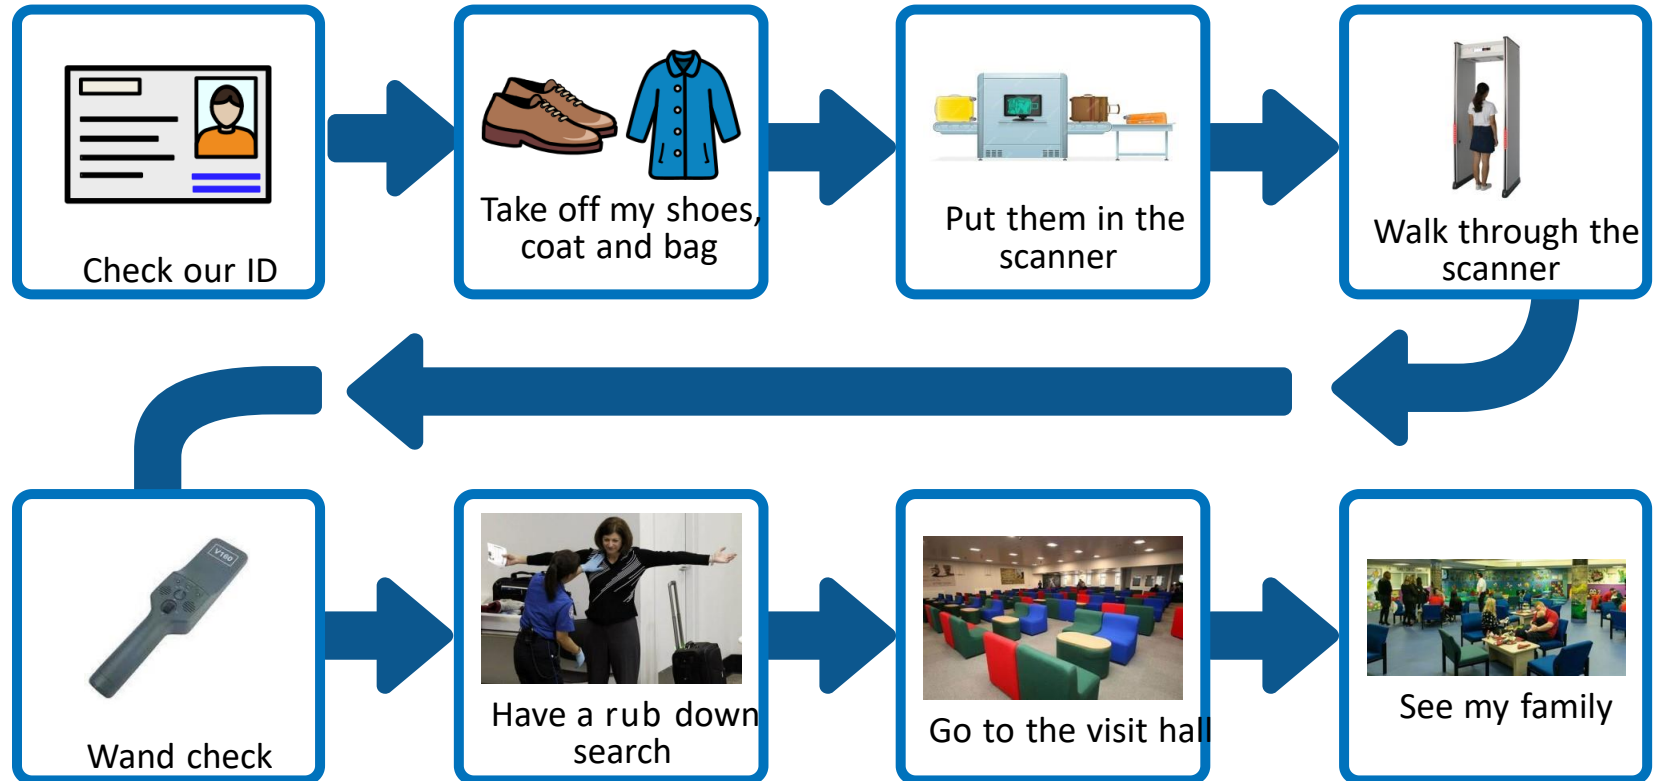 Check our ID
Take off my shoes,
coat and bag
Put them in the
scanner
Walk through the
scanner
V160
Wand check
Have a rub down
search
Go to the visit hall
See my family